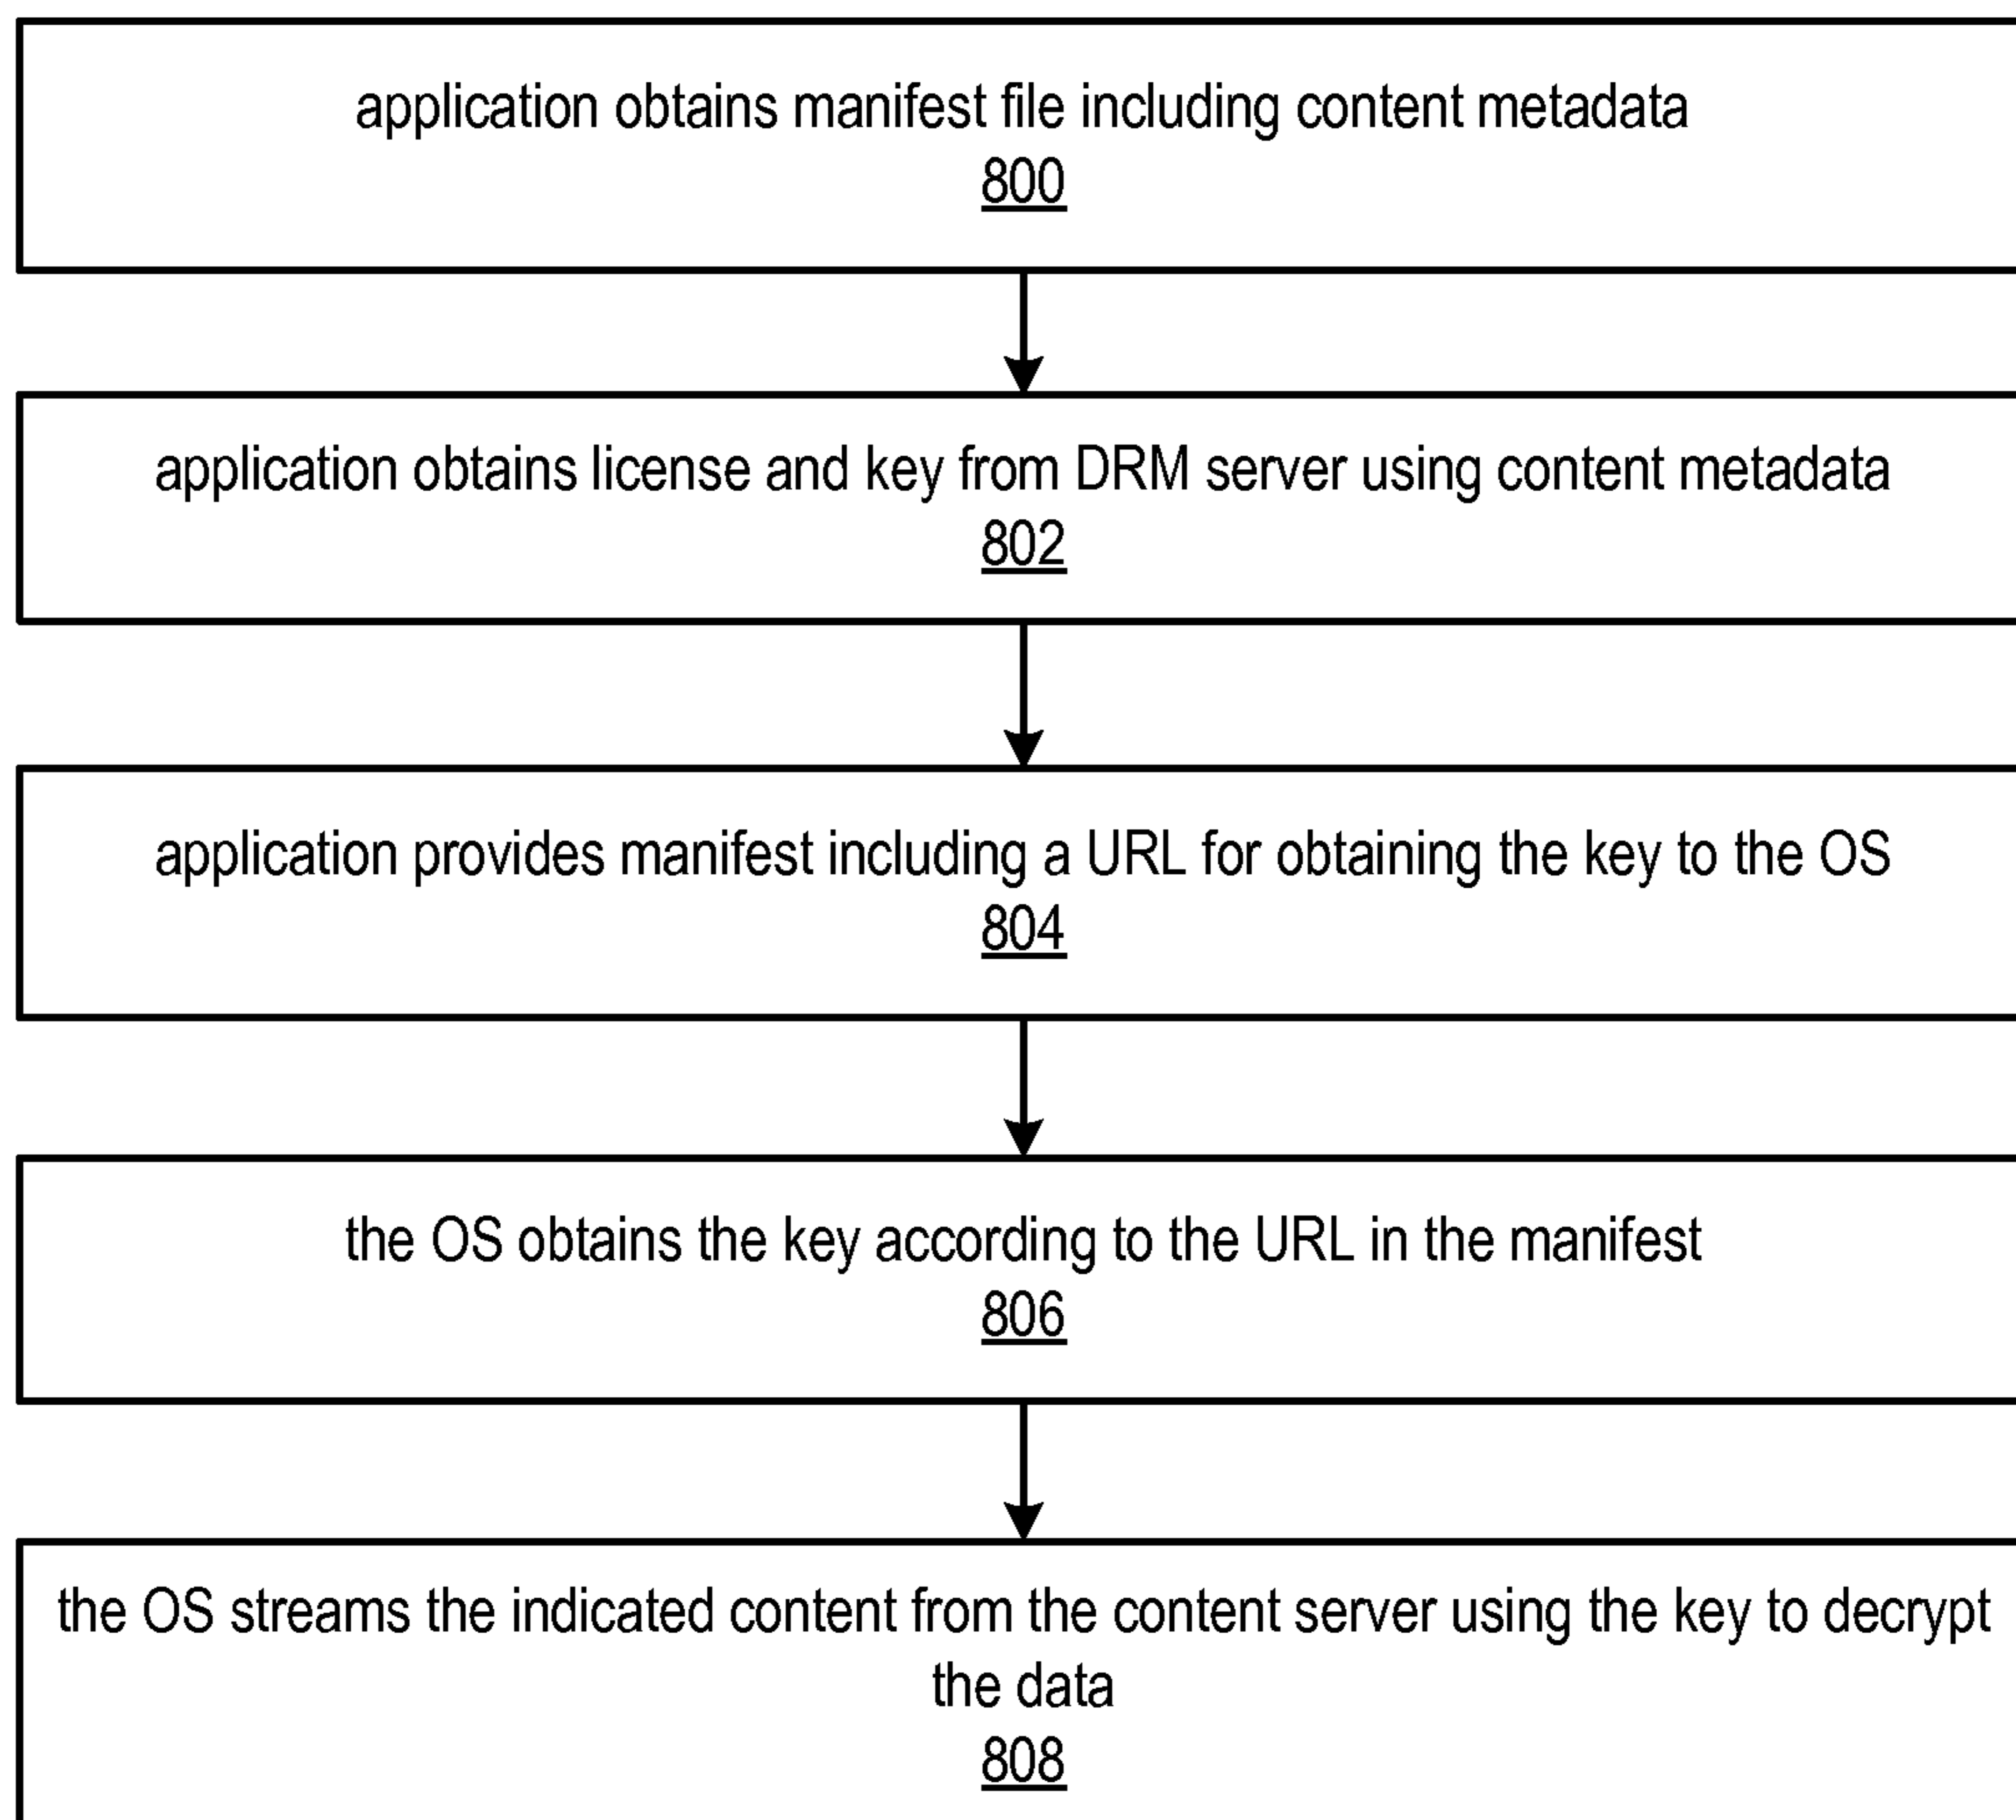 application obtains manifest file including content metadata
800
application obtains license and key from DRM server using content metadata
802
application provides manifest including a URL for obtaining the key to the OS
804
the OS obtains the key according to the URL in the manifest
806
the OS streams the indicated content from the content server using the key to decrypt
the data
808